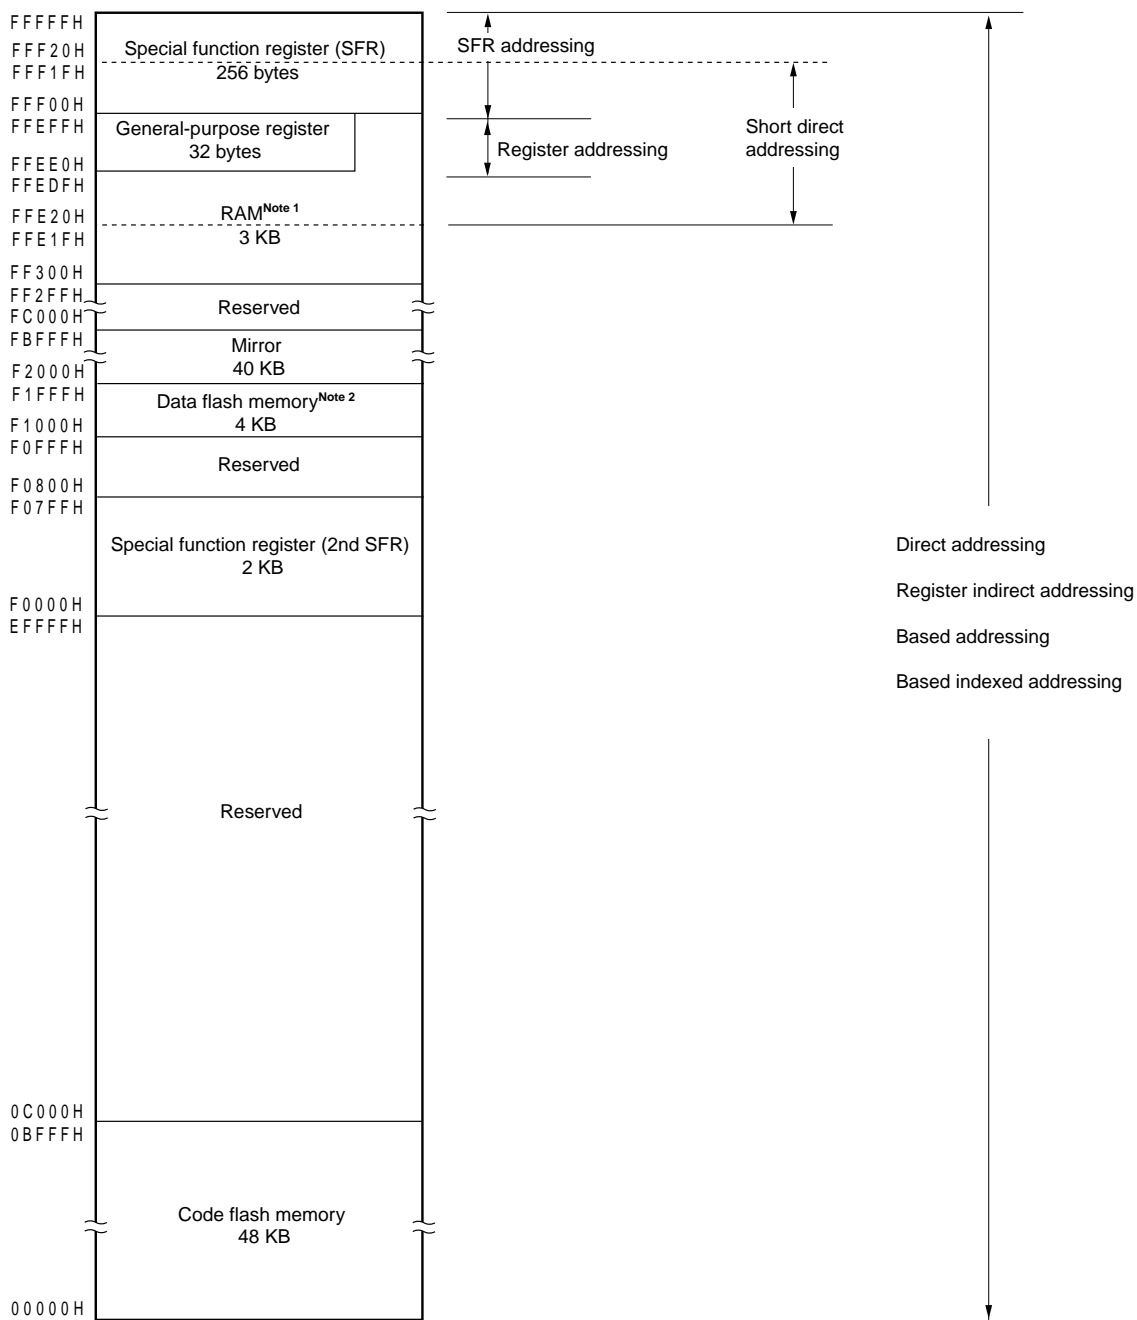 FFFFFH
FFF20H
FFF1FH
FFF00H
FFEFFH
FFEE0H
FFEDFH
FFE20H
FFE1FH
FF300H
FF2FFH
FC000H
FBFFFH
F2000H
F1FFFH
F1000H
F0FFFH
F0800H
F07FFH
F0000H
EFFFFH
0C000H
0BFFFH
00000H
Special function register (SFR)
256 bytes
General-purpose register
32 bytes
RAMNote 1
3 KB
Reserved
Mirror
40 KB
Data flash memoryNote 2
4 KB
Reserved
Special function register (2nd SFR)
2 KB
Reserved
Code flash memory
48 KB
SFR addressing
Register addressing
Short direct
addressing
Direct addressing
Register indirect addressing
Based addressing
Based indexed addressing